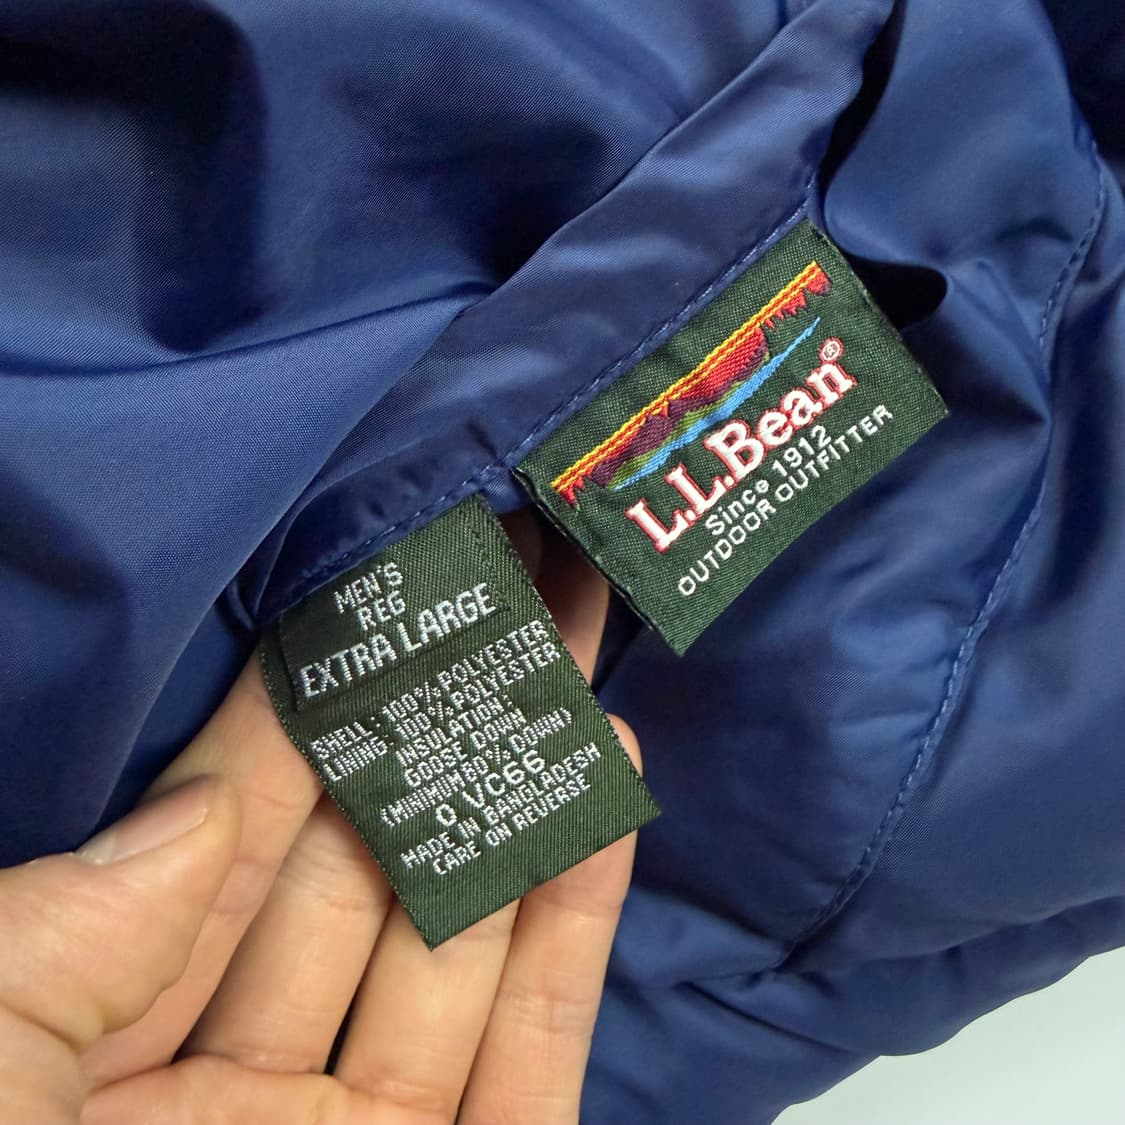 L.L.Bean®
Since 1912
OUTDOOR OUTFITTER
MEN'S
REG
EXTRA LARGE
SHELL: 100% POLYESTER
LINING: 100% POLYESTER
INSULATION:
GOOSE DOWN
(MINIMUM 80% DOWN)
0 VC66
MADE IN BANGLADESH
CARE ON REVERSE